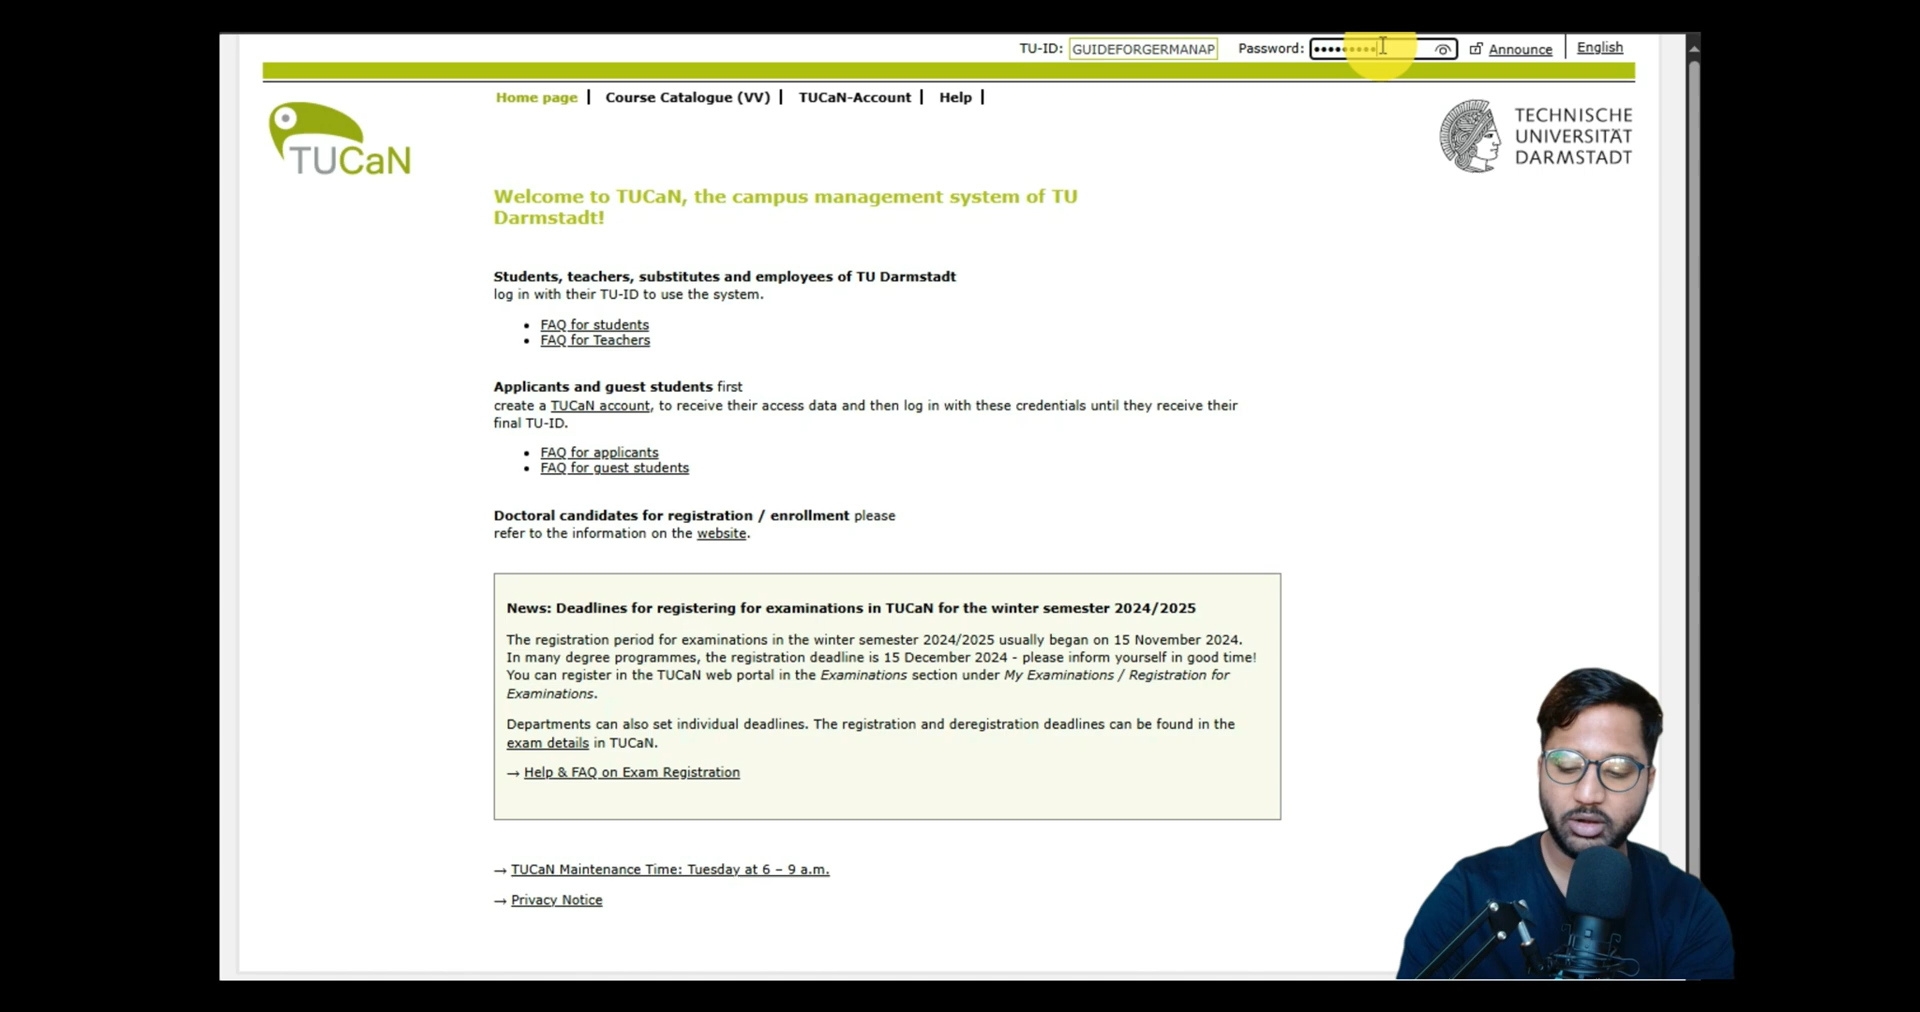 TU-ID: GUIDEFORGERMANAP Password: Announce English
Home page Course Catalogue (VV) TUCaN-Account Help
TUCaN
TECHNISCHE
UNIVERSITÄT
DARMSTADT
Welcome to TUCaN, the campus management system of TU
Darmstadt!
Students, teachers, substitutes and employees of TU Darmstadt
log in with their TU-ID to use the system.
• FAQ for students
• FAQ for Teachers
Applicants and guest students first
create a TUCaN account, to receive their access data and then log in with these credentials until they receive their
final TU-ID.
• FAQ for applicants
• FAQ for guest students
Doctoral candidates for registration / enrollment please
refer to the information on the website.
News: Deadlines for registering for examinations in TUCaN for the winter semester 2024/2025
The registration period for examinations in the winter semester 2024/2025 usually began on 15 November 2024.
In many degree programmes, the registration deadline is 15 December 2024 - please inform yourself in good time!
You can register in the TUCaN web portal in the Examinations section under My Examinations / Registration for
Examinations.
Departments can also set individual deadlines. The registration and deregistration deadlines can be found in the
exam details in TUCaN.
→ Help & FAQ on Exam Registration
→ TUCaN Maintenance Time: Tuesday at 6 – 9 a.m.
→ Privacy Notice